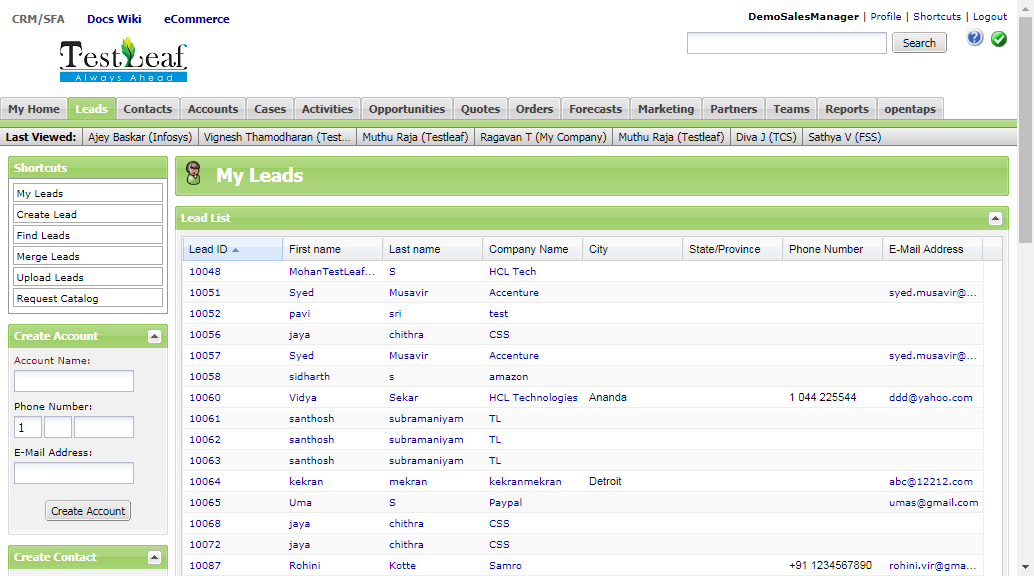 CRM/SFA Docs Wiki eCommerce
DemoSalesManager | Profile | Shortcuts | Logout
TestLeaf
Always Ahead
Search
?
My Home Leads Contacts Accounts Cases Activities Opportunities Quotes Orders Forecasts Marketing Partners Teams Reports opentaps
Last Viewed: Ajey Baskar (Infosys) Vignesh Thamodharan (Test... Muthu Raja (Testleaf) Ragavan T (My Company) Muthu Raja (Testleaf) Diva J (TCS) Sathya V (FSS)
Shortcuts
My Leads
Create Lead
Find Leads
Merge Leads
Upload Leads
Request Catalog
Create Account
Account Name:
Phone Number:
1
E-Mail Address:
Create Account
Create Contact
My Leads
Lead List
Lead ID First name Last name Company Name City State/Province Phone Number E-Mail Address
10048 MohanTestLeaf... S HCL Tech
10051 Syed Musavir Accenture syed.musavir@...
10052 pavi sri test
10056 jaya chithra CSS
10057 Syed Musavir Accenture syed.musavir@...
10058 sidharth s amazon
10060 Vidya Sekar HCL Technologies Ananda 1 044 225544 ddd@yahoo.com
10061 santhosh subramaniyam TL
10062 santhosh subramaniyam TL
10063 santhosh subramaniyam TL
10064 kekran mekran kekranmekran Detroit abc@12212.com
10065 Uma S Paypal umas@gmail.com
10068 jaya chithra CSS
10072 jaya chithra CSS
10087 Rohini Kotte Samro +91 1234567890 rohini.vir@gma...